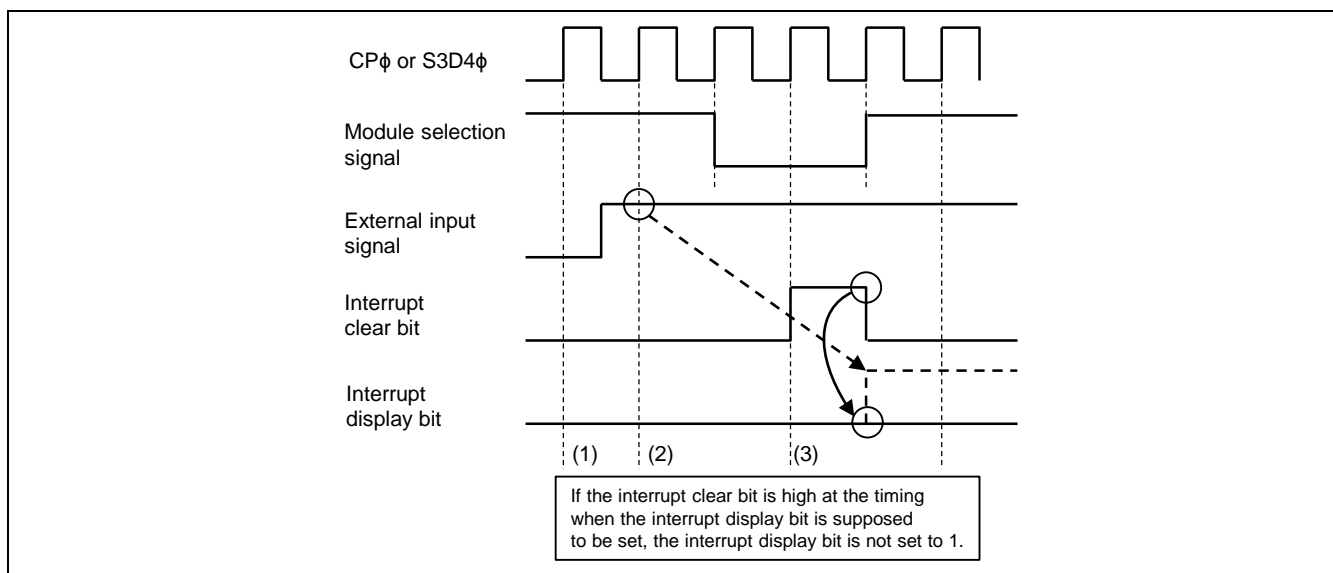 CPϕ or S3D4ϕ
Module selection
signal
External input
signal
Interrupt
clear bit
Interrupt
display bit
(1) (2) (3)
If the interrupt clear bit is high at the timing
when the interrupt display bit is supposed
to be set, the interrupt display bit is not set to 1.